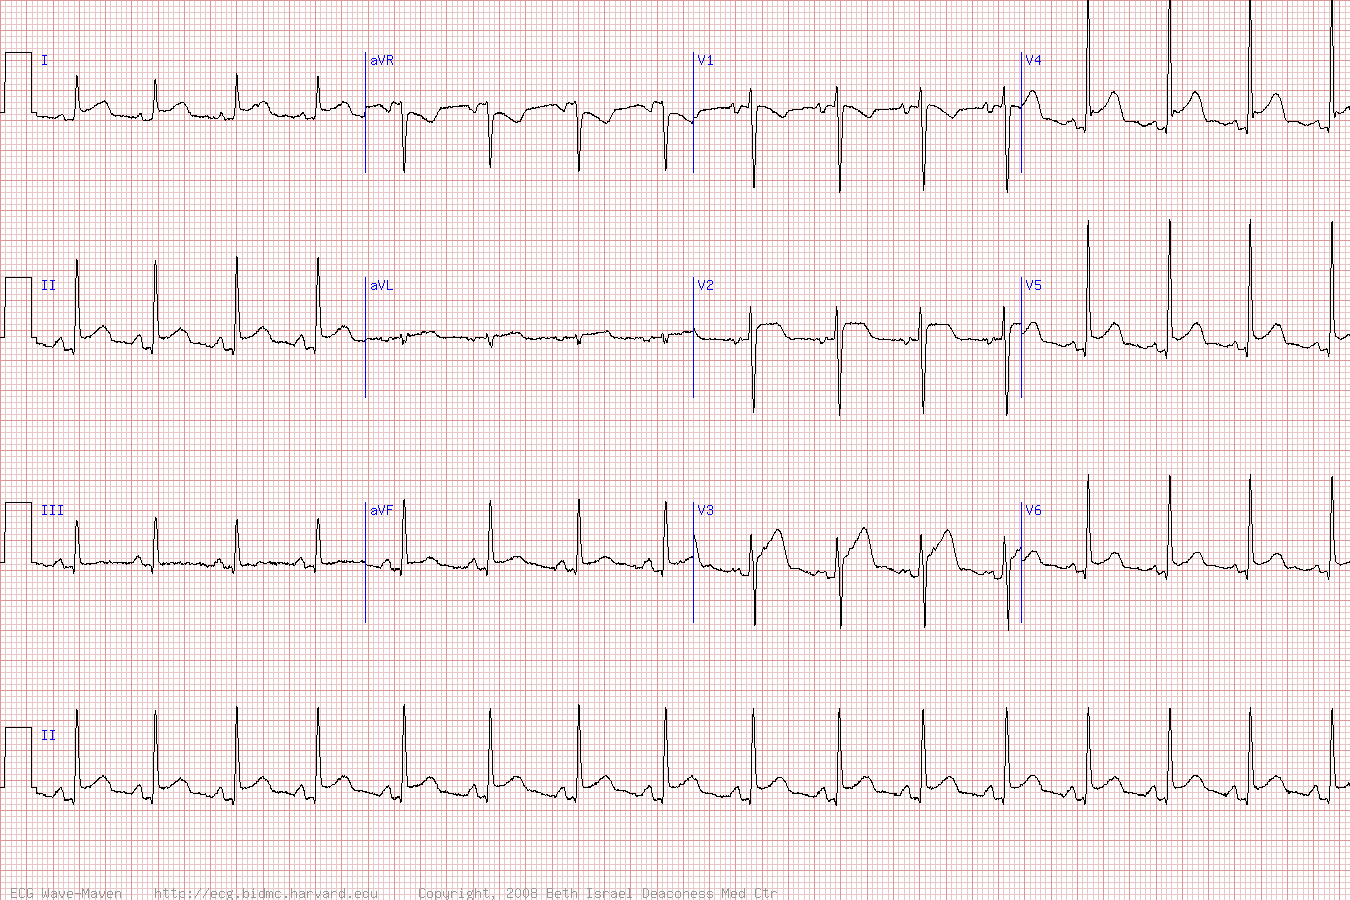 I aVR V1 V4
II aVL V2 V5
III aVF V3 V6
II
ECG Wave-Maven http://ecg.bidmc.harvard.edu Copyright, 2008 Beth Israel Deaconess Med Ctr